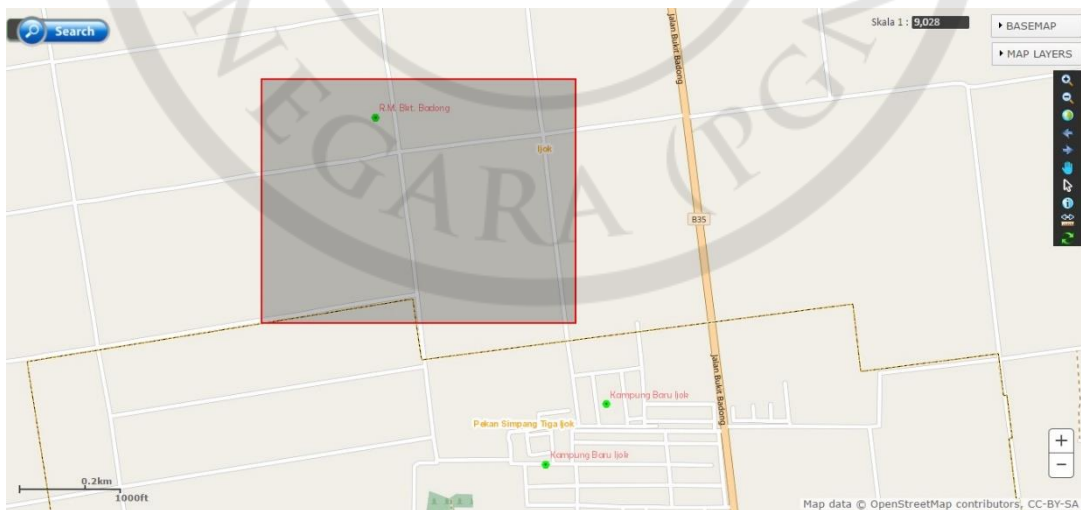 Search
Skala 1 : 9,028
BASEMAP
MAP LAYERS
Jalan Bukit Badong
R.M. Bkt. Badong
Ijok
NEGARA (PGN
B35
Jalan Bukit Badong
Kampung Baru Ijok
Pekan Simpang Tiga Ijok
Kampung Baru Ijok
+
−
0.2km
1000ft
Map data © OpenStreetMap contributors, CC-BY-SA